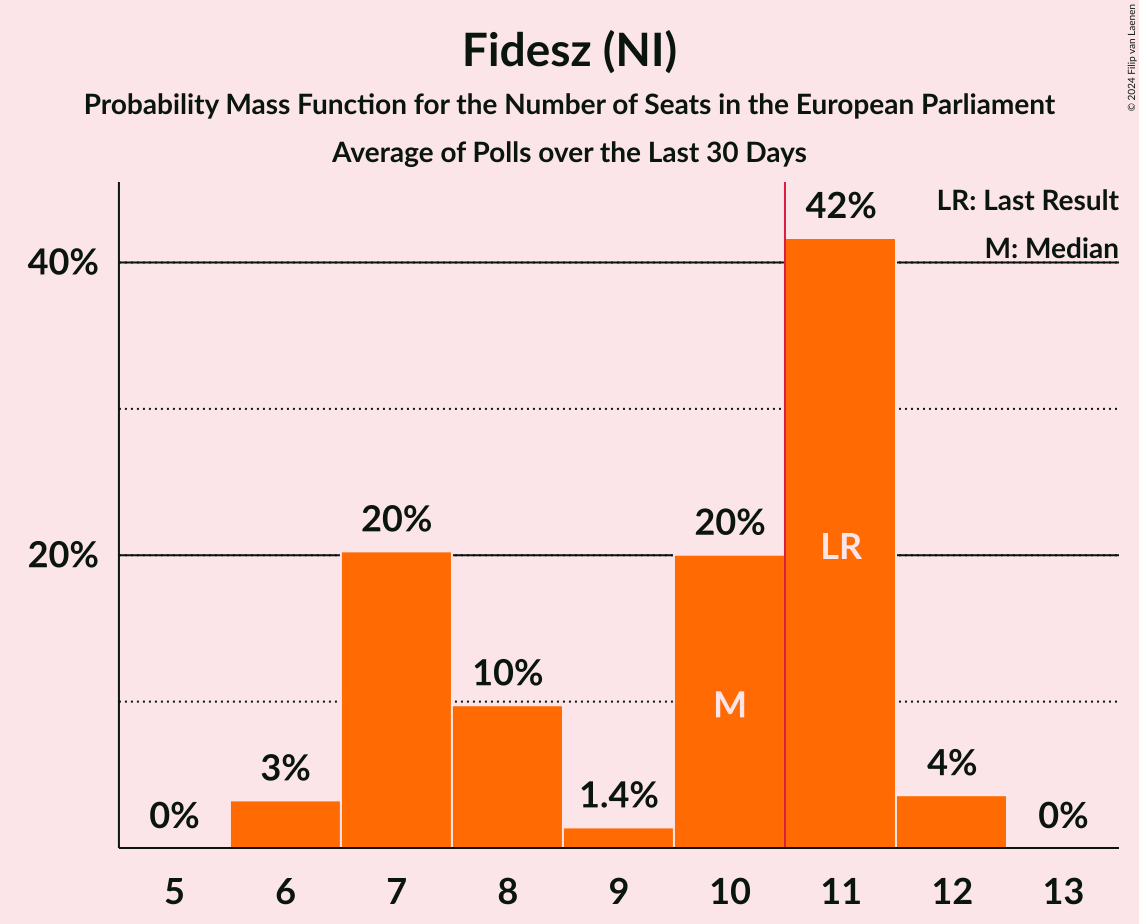 Fidesz (NI)
Probability Mass Function for the Number of Seats in the European Parliament
Average of Polls over the Last 30 Days
© 2024 Filip van Laenen
LR: Last Result
M: Median
40%
20%
0%
3%
20%
10%
1.4%
20%
42%
4%
0%
M
LR
5 6 7 8 9 10 11 12 13